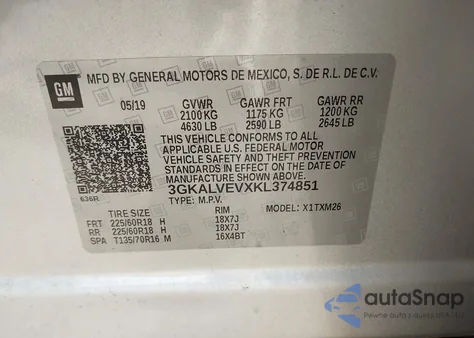 GM
MFD BY GENERAL MOTORS DE MEXICO, S. DE R.L. DE C.V.
05/19 GVWR GAWR FRT GAWR RR
2100 KG 1175 KG 1200 KG
4630 LB 2590 LB 2645 LB
THIS VEHICLE CONFORMS TO ALL
APPLICABLE U.S. FEDERAL MOTOR
VEHICLE SAFETY, BUMPER, AND THEFT
PREVENTION STANDARDS IN EFFECT ON
THE DATE OF MANUFACTURE SHOWN ABOVE.
636R 3GKALVEVXKL374851
TYPE: M.P.V. MODEL: X1TXM26
TIRE SIZE RIM
FRT 225/60R18 H 18X7J
RR 225/60R18 H 18X7J
SPA T135/70R16 M 16X4BT
autoSnap